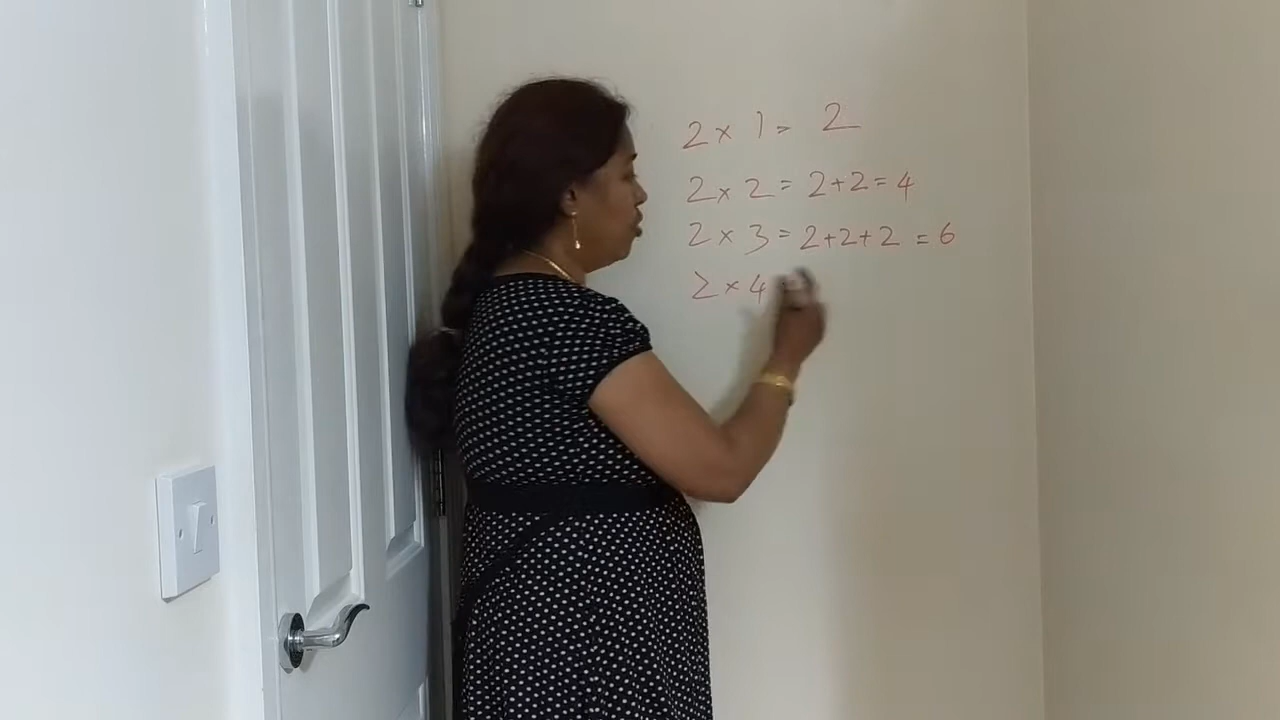 2 × 1 = 2
2 × 2 = 2+2 = 4
2 × 3 = 2+2+2 = 6
2 × 4